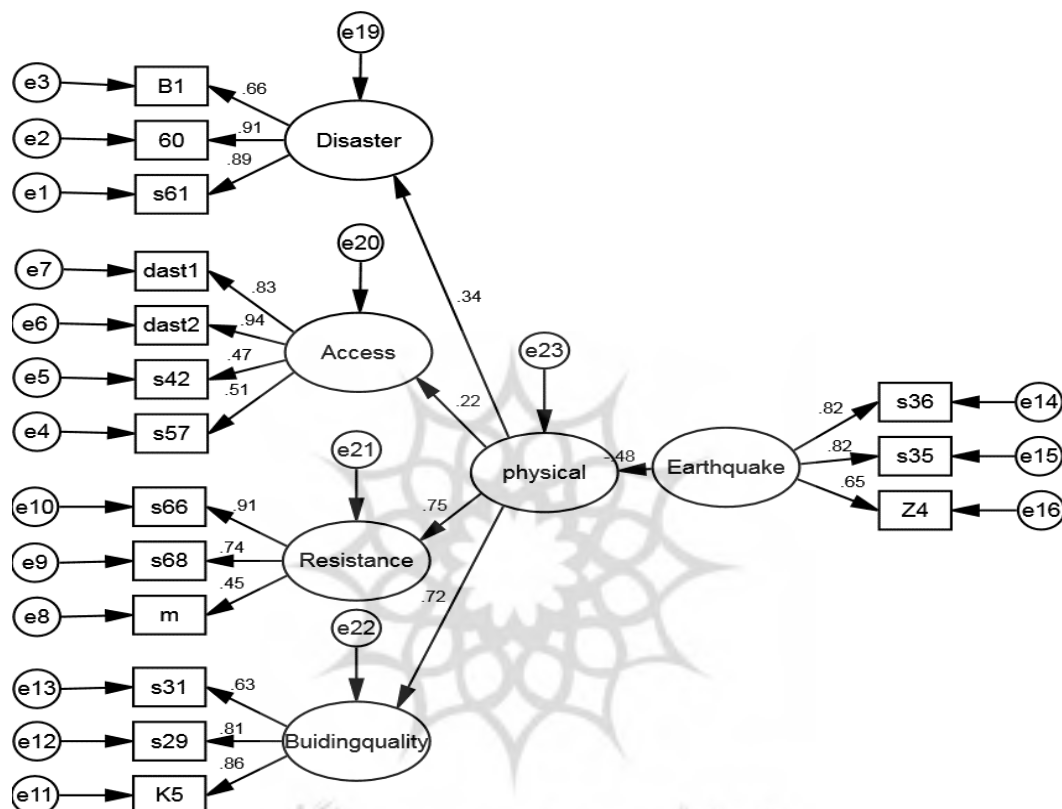 e19
e3
B1
.66
e2
60
.91
Disaster
e1
s61
.89
e20
e7
dast1
.83
e6
dast2
.94
Access
e5
s42
.47
e4
s57
.51
.34
.22
e23
physical
-.48
Earthquake
.82
s36
e14
.82
s35
e15
.65
Z4
e16
e21
.75
e10
s66
.91
e9
s68
.74
Resistance
e8
m
.45
.72
e22
e13
s31
.63
e12
s29
.81
Buidingquality
e11
K5
.86